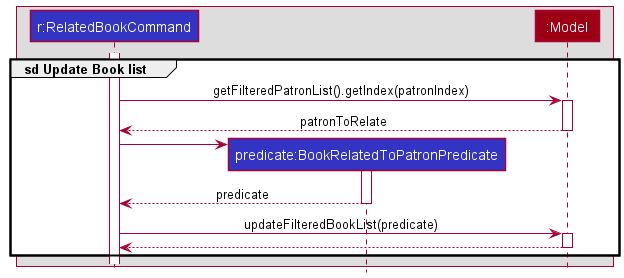 r:RelatedBookCommand
:Model
sd Update Book list
getFilteredPatronList().getIndex(patronIndex)
patronToRelate
predicate:BookRelatedToPatronPredicate
predicate
updateFilteredBookList(predicate)